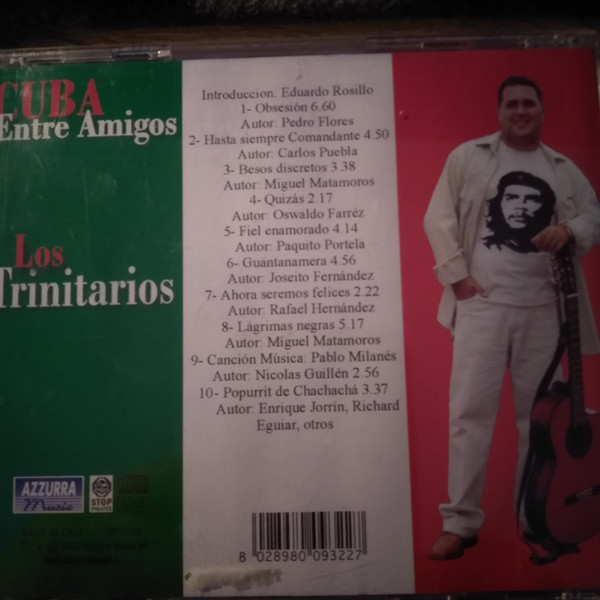 CUBA
Entre Amigos
Los
Trinitarios
Introduccion: Eduardo Rosillo
1- Obsesión 6.60
Autor: Pedro Flores
2- Hasta siempre Comandante 4.50
Autor: Carlos Puebla
3- Besos discretos 3.38
Autor: Miguel Matamoros
4- Quizás 2.17
Autor: Oswaldo Farréz
5- Fiel enamorado 4.14
Autor: Paquito Portela
6- Guantanamera 4.56
Autor: Joseito Fernández
7- Ahora seremos felices 2.22
Autor: Rafael Hernández
8- Lágrimas negras 5.17
Autor: Miguel Matamoros
9- Canción Música: Pablo Milanés
Autor: Nicolas Guillén 2.56
10- Popurrit de Chachachá 3.37
Autor: Enrique Jorrín, Richard
Eguiar, otros
AZZURRA
Music
STOP
8 028980 093227